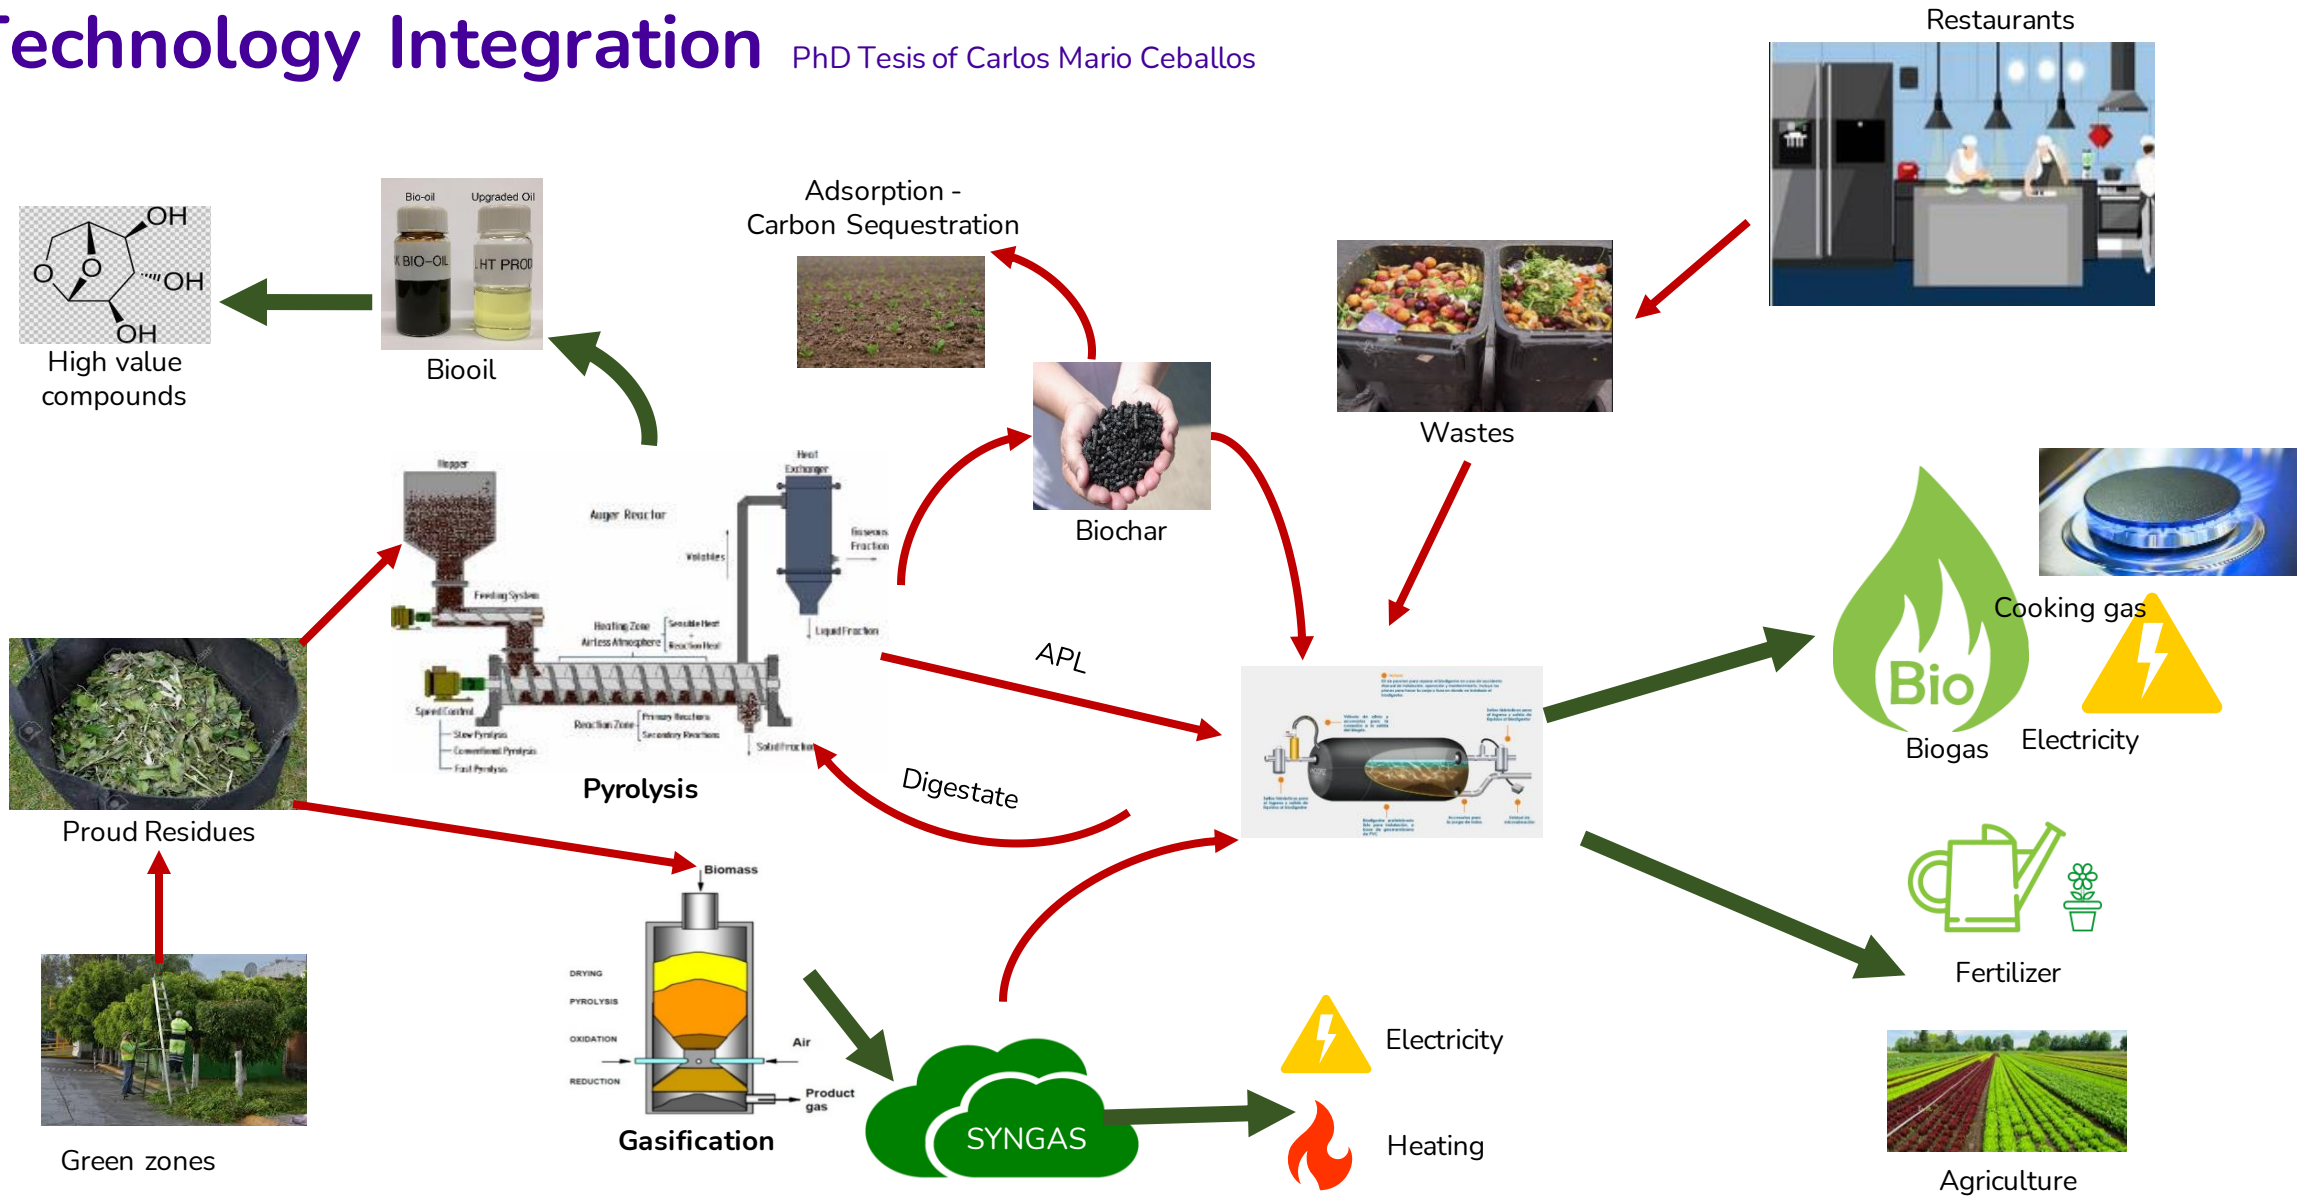 Technology Integration PhD Tesis of Carlos Mario Ceballos
Restaurants
Adsorption -
Carbon Sequestration
Bio-oil
Upgraded Oil
BIO-OIL
HT PROD
OH
O
O
OH
OH
High value
compounds
Biooil
Wastes
Biochar
Hopper
Heat
Exchanger
Auger Reactor
Gaseous
Fraction
Volatiles
Feeding System
Heating Zone
Airless Atmosphere
Sensible Heat
+
Reaction Heat
Liquid Fraction
Speed Control
Slow Pyrolysis
Conventional Pyrolysis
Fast Pyrolysis
Reaction Zone
Primary Reactions
Secondary Reactions
Solid Fraction
Pyrolysis
APL
Digestate
Cooking gas
Bio
Biogas
Electricity
Proud Residues
Biomass
DRYING
PYROLYSIS
OXIDATION
REDUCTION
Air
Product
gas
Gasification
SYNGAS
Electricity
Heating
Fertilizer
Agriculture
Green zones